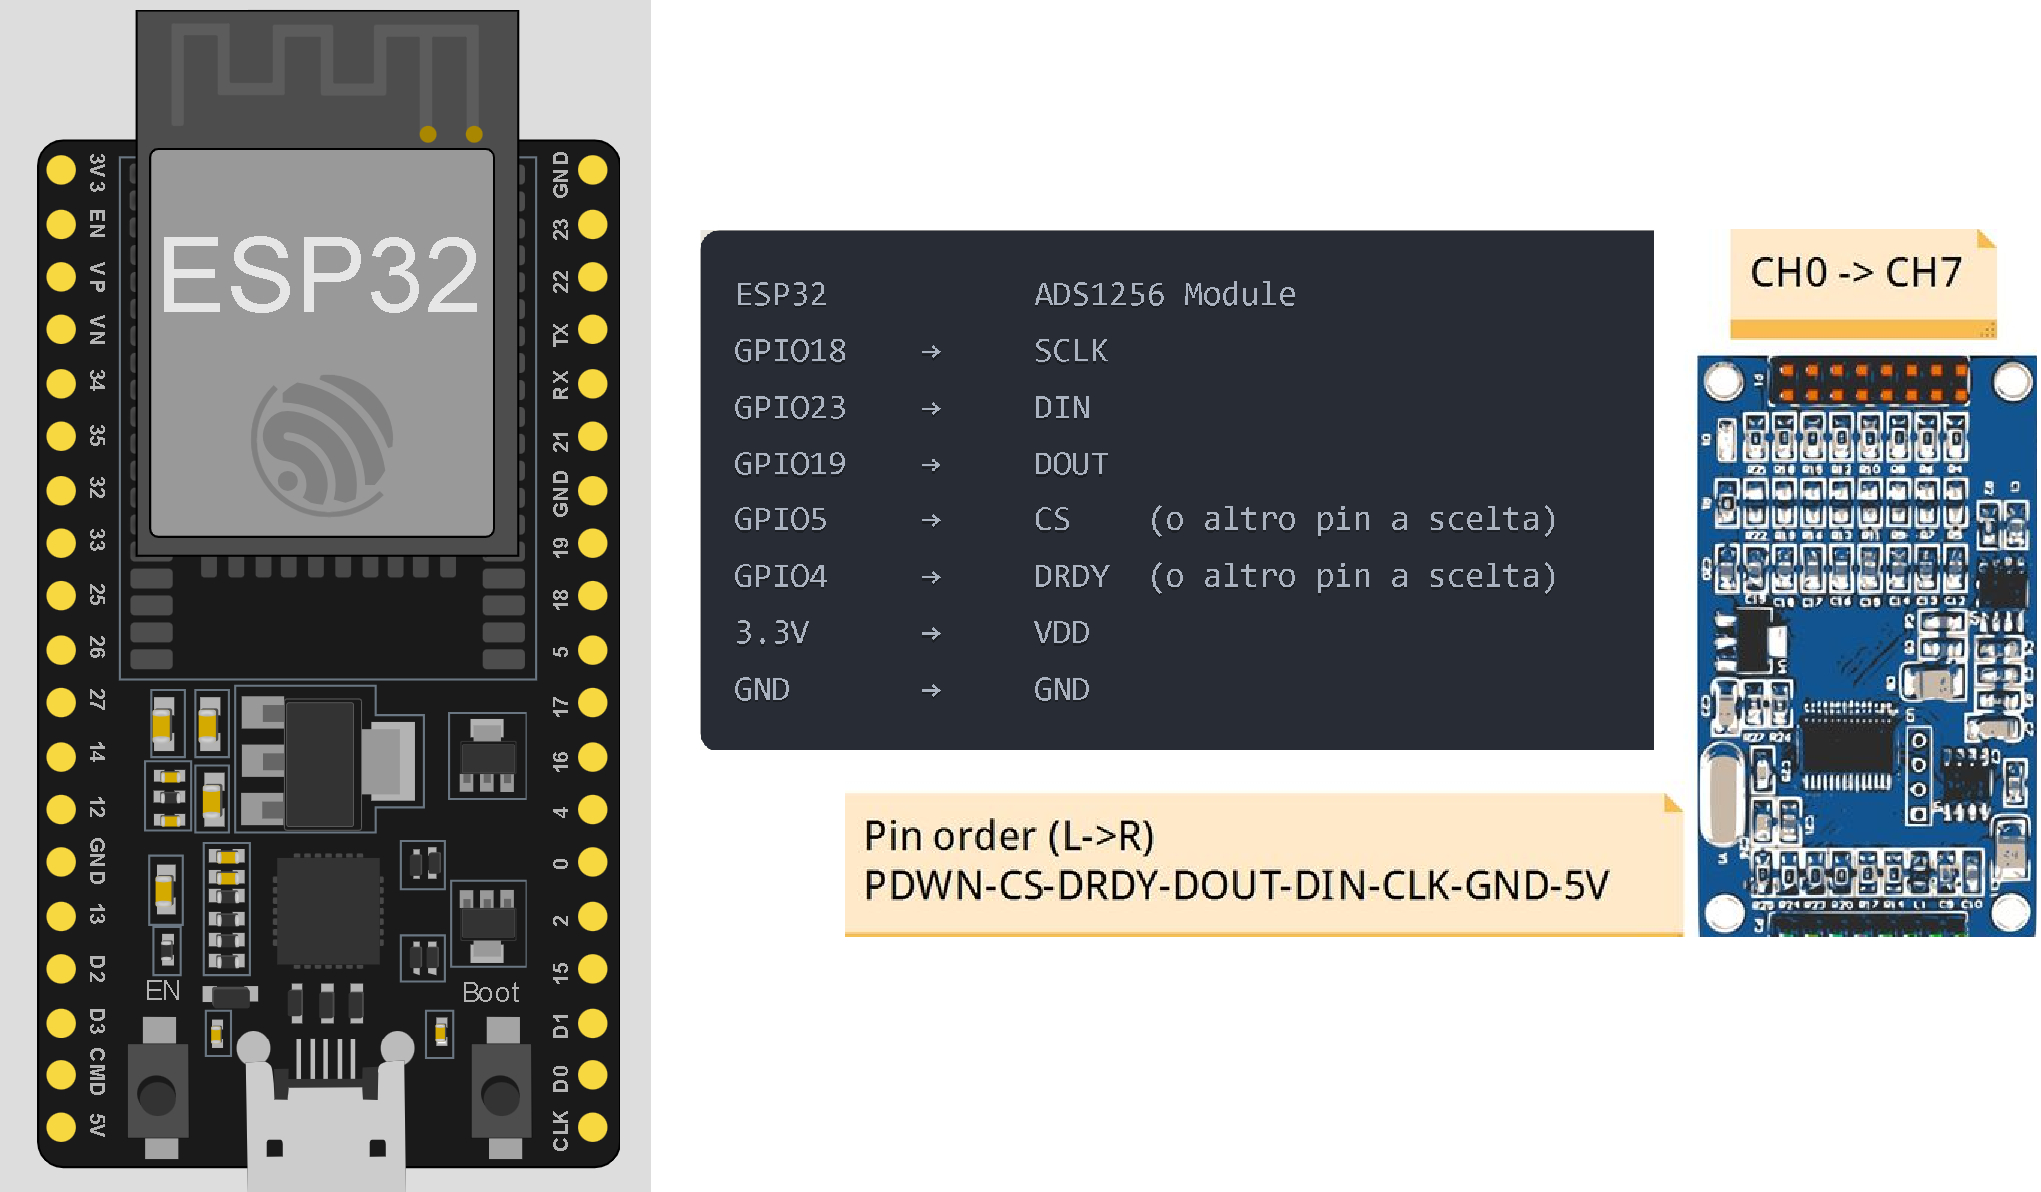 3V3
EN
VP
VN
34
35
32
33
25
26
27
14
12
GND
13
D2
D3
CMD
5V
ESP32
EN
Boot
GND
23
22
TX
RX
21
GND
19
18
5
17
16
4
0
2
15
D1
D0
CLK
ESP32 ADS1256 Module
GPIO18 → SCLK
GPIO23 → DIN
GPIO19 → DOUT
GPIO5 → CS (o altro pin a scelta)
GPIO4 → DRDY (o altro pin a scelta)
3.3V → VDD
GND → GND
Pin order (L->R)
PDWN-CS-DRDY-DOUT-DIN-CLK-GND-5V
CH0 -> CH7